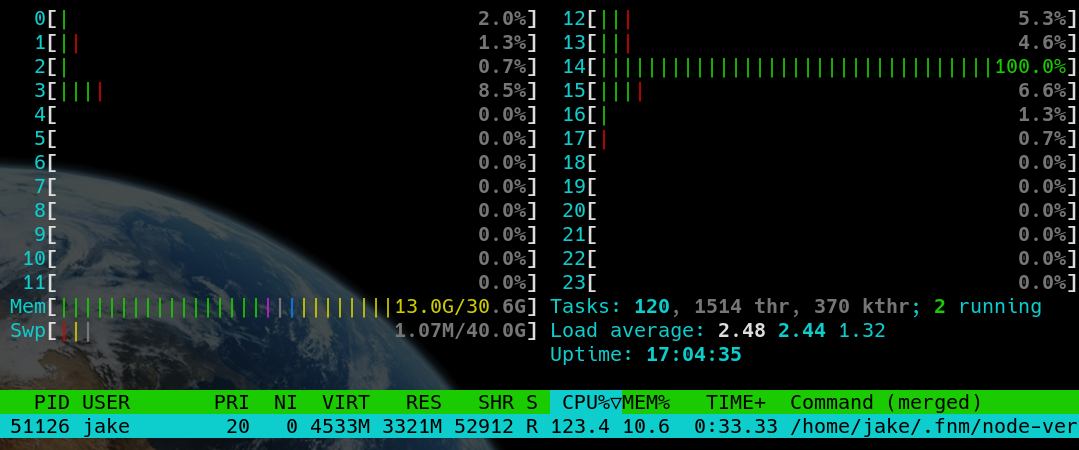 0[| 2.0%] 12[||| 5.3%]
1[|| 1.3%] 13[||| 4.6%]
2[| 0.7%] 14[|||||||||||||||||||||||||||||||||100.0%]
3[|||| 8.5%] 15[|||| 6.6%]
4[ 0.0%] 16[| 1.3%]
5[ 0.0%] 17[| 0.7%]
6[ 0.0%] 18[ 0.0%]
7[ 0.0%] 19[ 0.0%]
8[ 0.0%] 20[ 0.0%]
9[ 0.0%] 21[ 0.0%]
10[ 0.0%] 22[ 0.0%]
11[ 0.0%] 23[ 0.0%]
Mem[||||||||||||||||||||||||||||13.0G/30.6G] Tasks: 120, 1514 thr, 370 kthr; 2 running
Swp[||| 1.07M/40.0G] Load average: 2.48 2.44 1.32
Uptime: 17:04:35
PID USER PRI NI VIRT RES SHR S CPU%▽MEM% TIME+ Command (merged)
51126 jake 20 0 4533M 3321M 52912 R 123.4 10.6 0:33.33 /home/jake/.fnm/node-ver